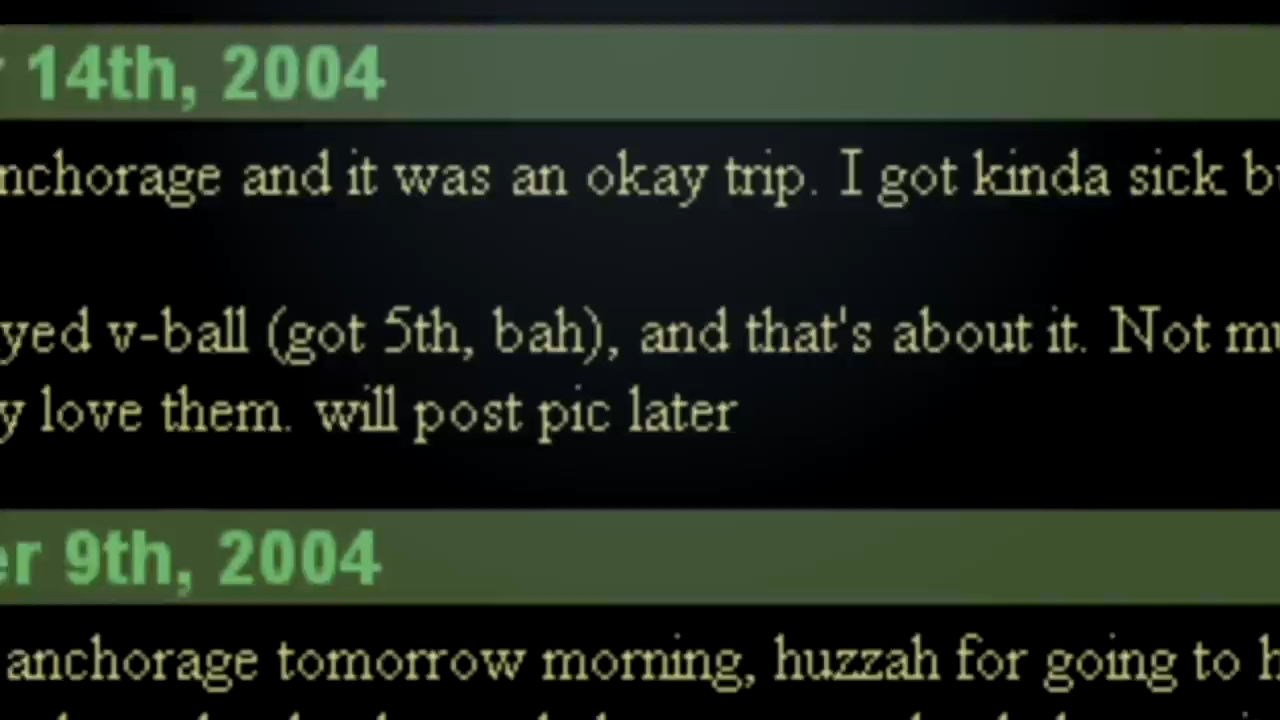 14th, 2004
nchorage and it was an okay trip. I got kinda sick
yed v-ball (got 5th, bah), and that's about it. Not
love them. will post pic later
er 9th, 2004
anchorage tomorrow morning, huzzah for going to